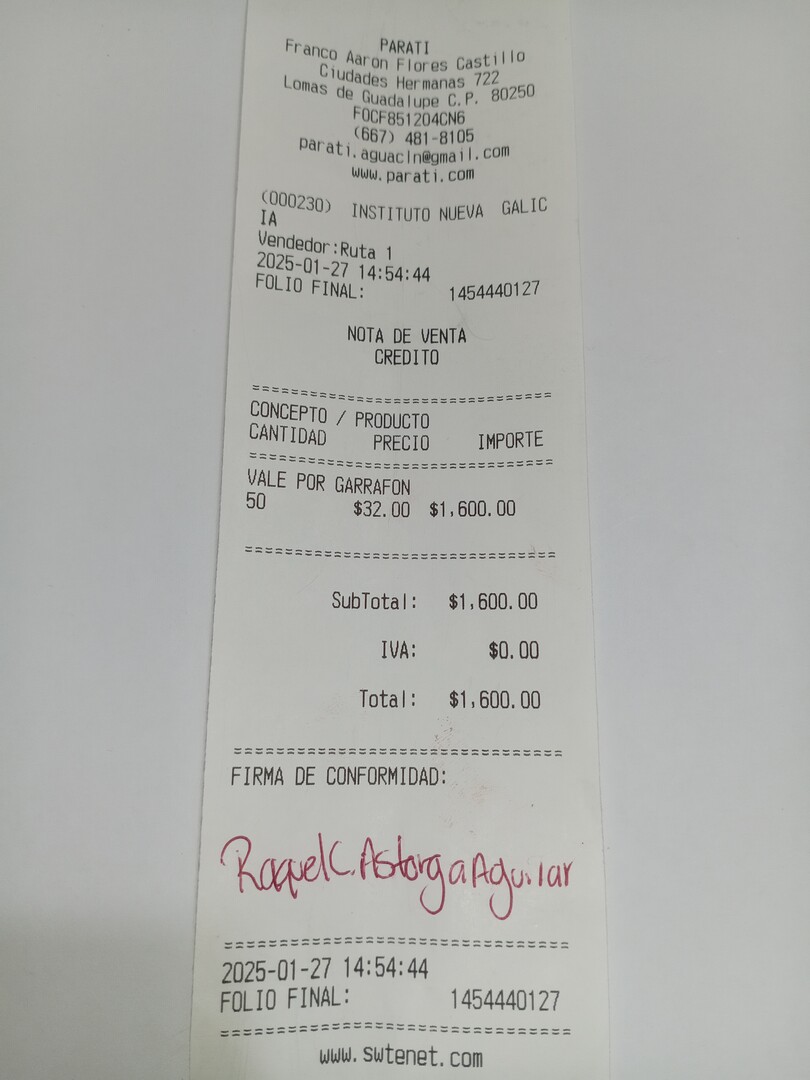 PARATI
Franco Aaron Flores Castillo
Ciudades Hermanas 722
Lomas de Guadalupe C.P. 80250
FOCF851204CN6
(667) 481-8105
parati.aguacln@gmail.com
www.parati.com
(000230) INSTITUTO NUEVA GALIC
IA
Vendedor:Ruta 1
2025-01-27 14:54:44
FOLIO FINAL: 1454440127
NOTA DE VENTA
CREDITO
==============================
CONCEPTO / PRODUCTO
CANTIDAD PRECIO IMPORTE
==============================
VALE POR GARRAFON
50 $32.00 $1,600.00
==============================
SubTotal: $1,600.00
IVA: $0.00
Total: $1,600.00
==============================
FIRMA DE CONFORMIDAD:
Raquel C. Astorga Aguilar
==============================
2025-01-27 14:54:44
FOLIO FINAL: 1454440127
==============================
www.swtenet.com